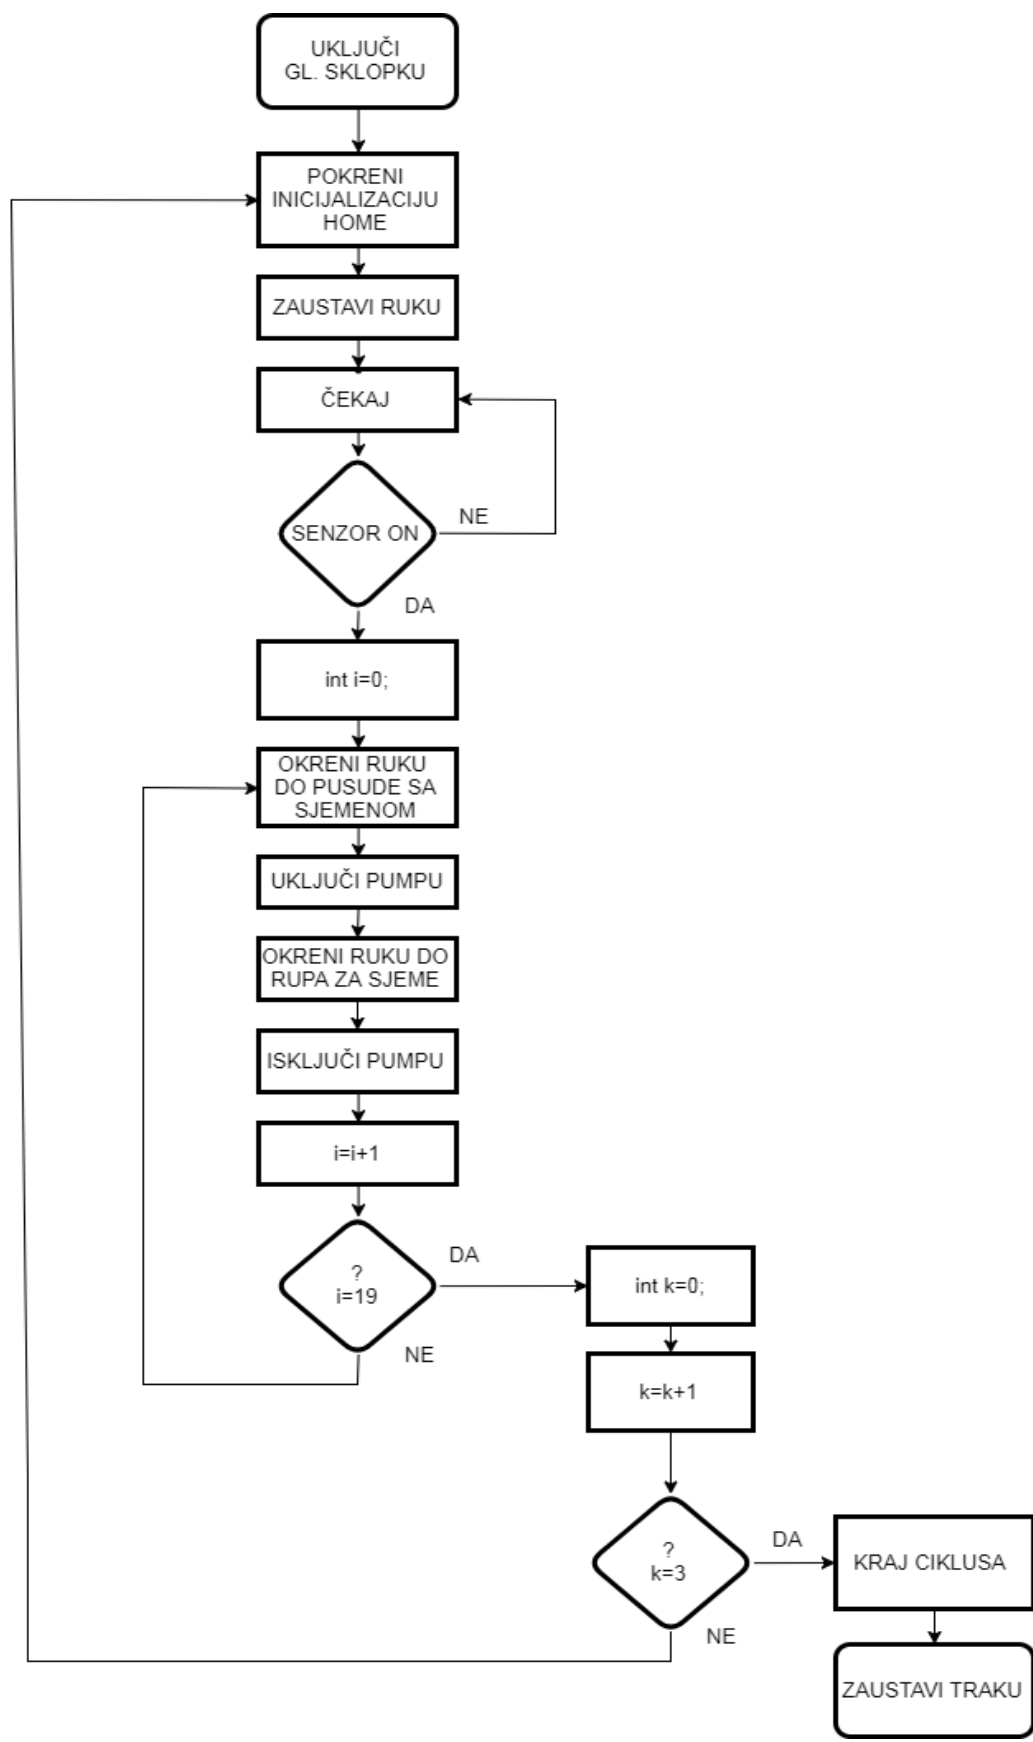 UKLJUČI
GL. SKLOPKU
POKRENI
INICIJALIZACIJU
HOME
ZAUSTAVI RUKU
ČEKAJ
SENZOR ON
NE
DA
int i=0;
OKRENI RUKU
DO PUSUDE SA
SJEMENOM
UKLJUČI PUMPU
OKRENI RUKU DO
RUPA ZA SJEME
ISKLJUČI PUMPU
i=i+1
?
i=19
DA
NE
int k=0;
k=k+1
?
k=3
DA
NE
KRAJ CIKLUSA
ZAUSTAVI TRAKU